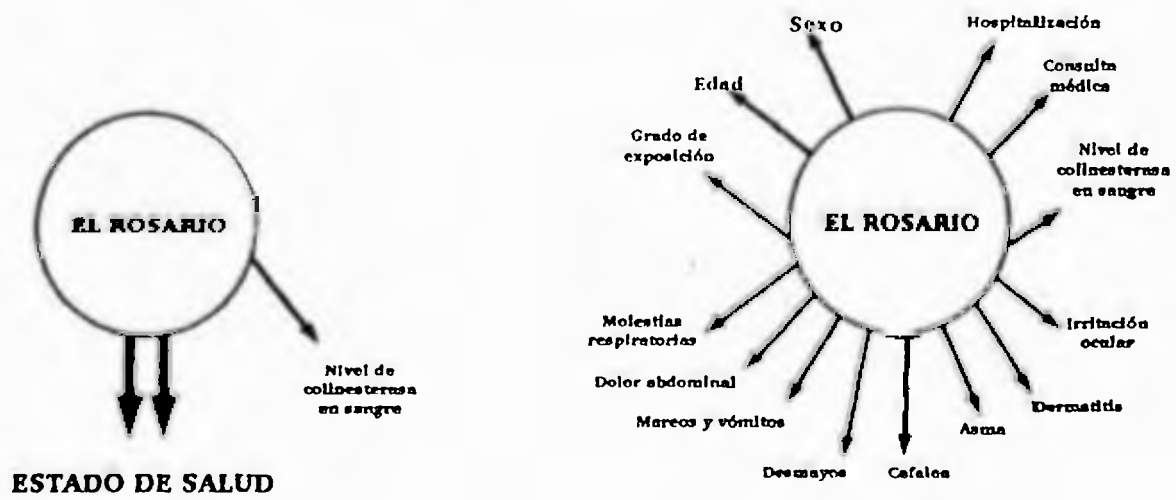 EL ROSARIO
Nivel de
colinesterasa
en sangre
ESTADO DE SALUD
Sexo
Hospitalización
Edad
Consulta
médica
Grado de
exposición
Nivel de
colinesterasa
en sangre
EL ROSARIO
Molestias
respiratorias
Irritación
ocular
Dolor abdominal
Mareos y vómitos
Dermatitis
Asma
Desmayos
Cafalea